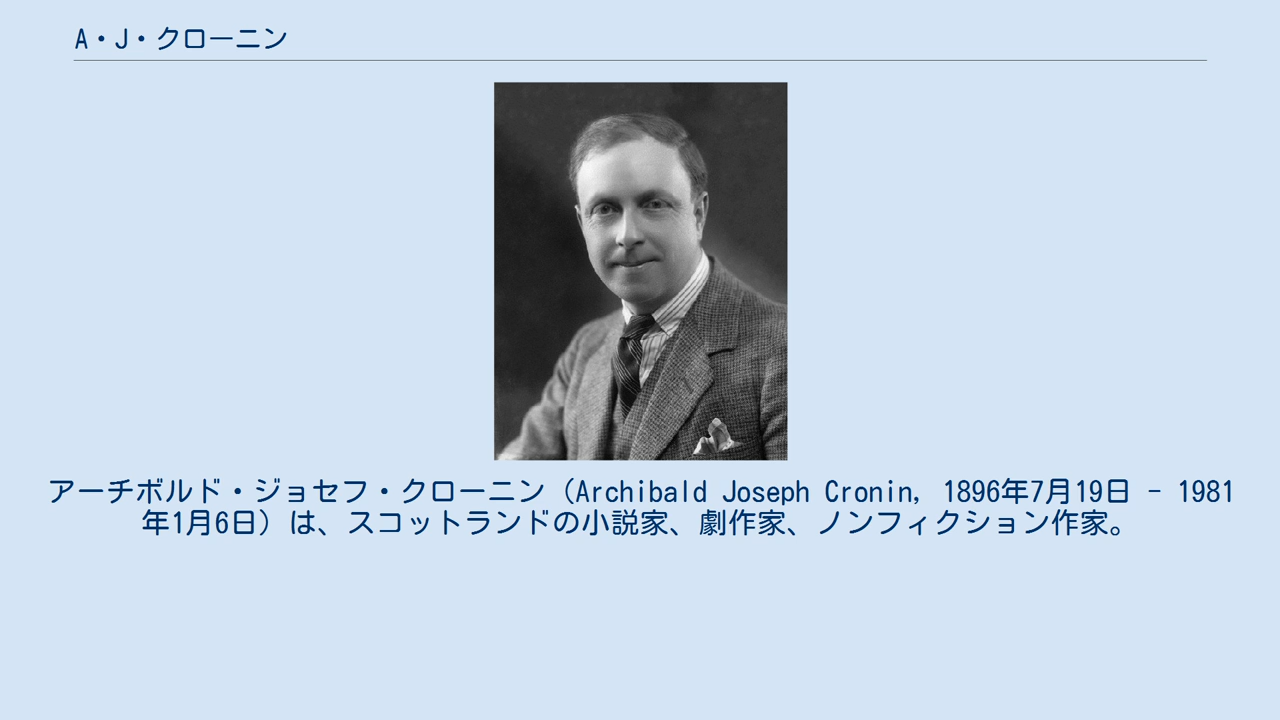 A・J・クローニン
アーチボルド・ジョセフ・クローニン（Archibald Joseph Cronin, 1896年7月19日 - 1981
年1月6日）は、スコットランドの小説家、劇作家、ノンフィクション作家。